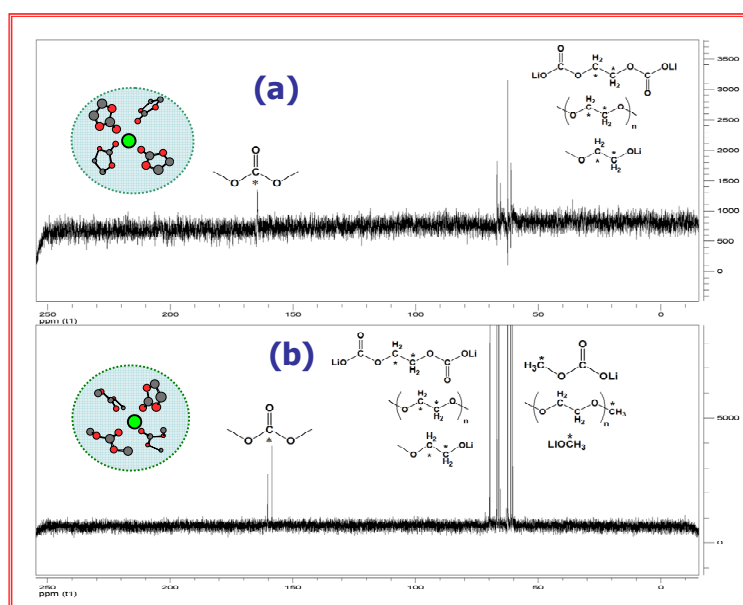 (a)
O
C
O * O
O H₂ C * O OLi
LiO O * C H₂ O
( O H₂ C * * C H₂ O )n
O H₂ C * * C H₂ OLi
3500
3000
2500
2000
1500
1000
500
0
250 200 150 100 50 0
ppm (t1)
(b)
O
C
O * O
O H₂ C * O OLi
LiO O * C H₂ O
( O H₂ C * * C H₂ O )n
O H₂ C * * C H₂ OLi
* H₃C O C O OLi
( O H₂ C C H₂ O )n * CH₃
*
LiOCH₃
5000
0
250 200 150 100 50 0
ppm (t1)